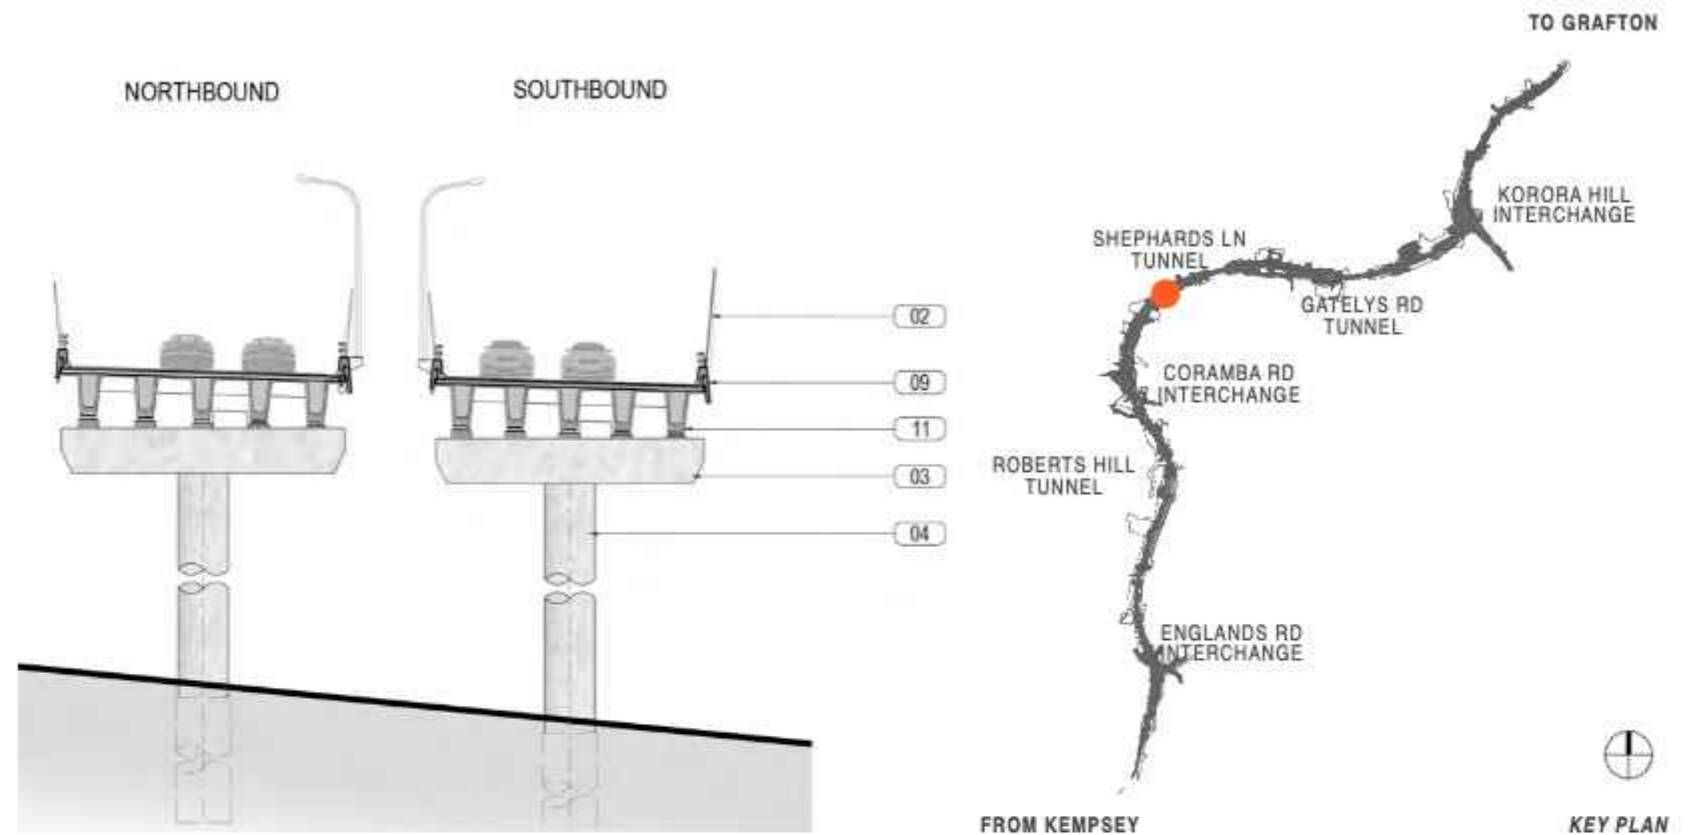 NORTHBOUND
SOUTHBOUND
02
09
11
03
04
TO GRAFTON
KORORA HILL
INTERCHANGE
SHEPHARDS LN
TUNNEL
GATELYS RD
TUNNEL
CORAMBA RD
INTERCHANGE
ROBERTS HILL
TUNNEL
ENGLANDS RD
INTERCHANGE
FROM KEMPSEY
KEY PLAN